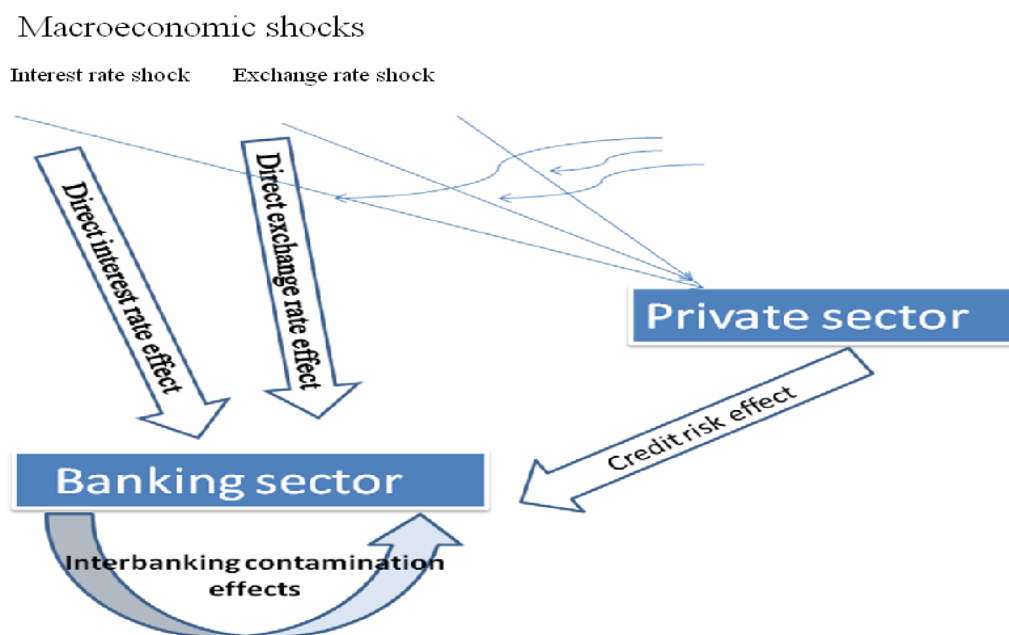 Macroeconomic shocks
Interest rate shock Exchange rate shock
Direct interest rate effect
Direct exchange rate effect
Private sector
Credit risk effect
Banking sector
Interbanking contamination
effects